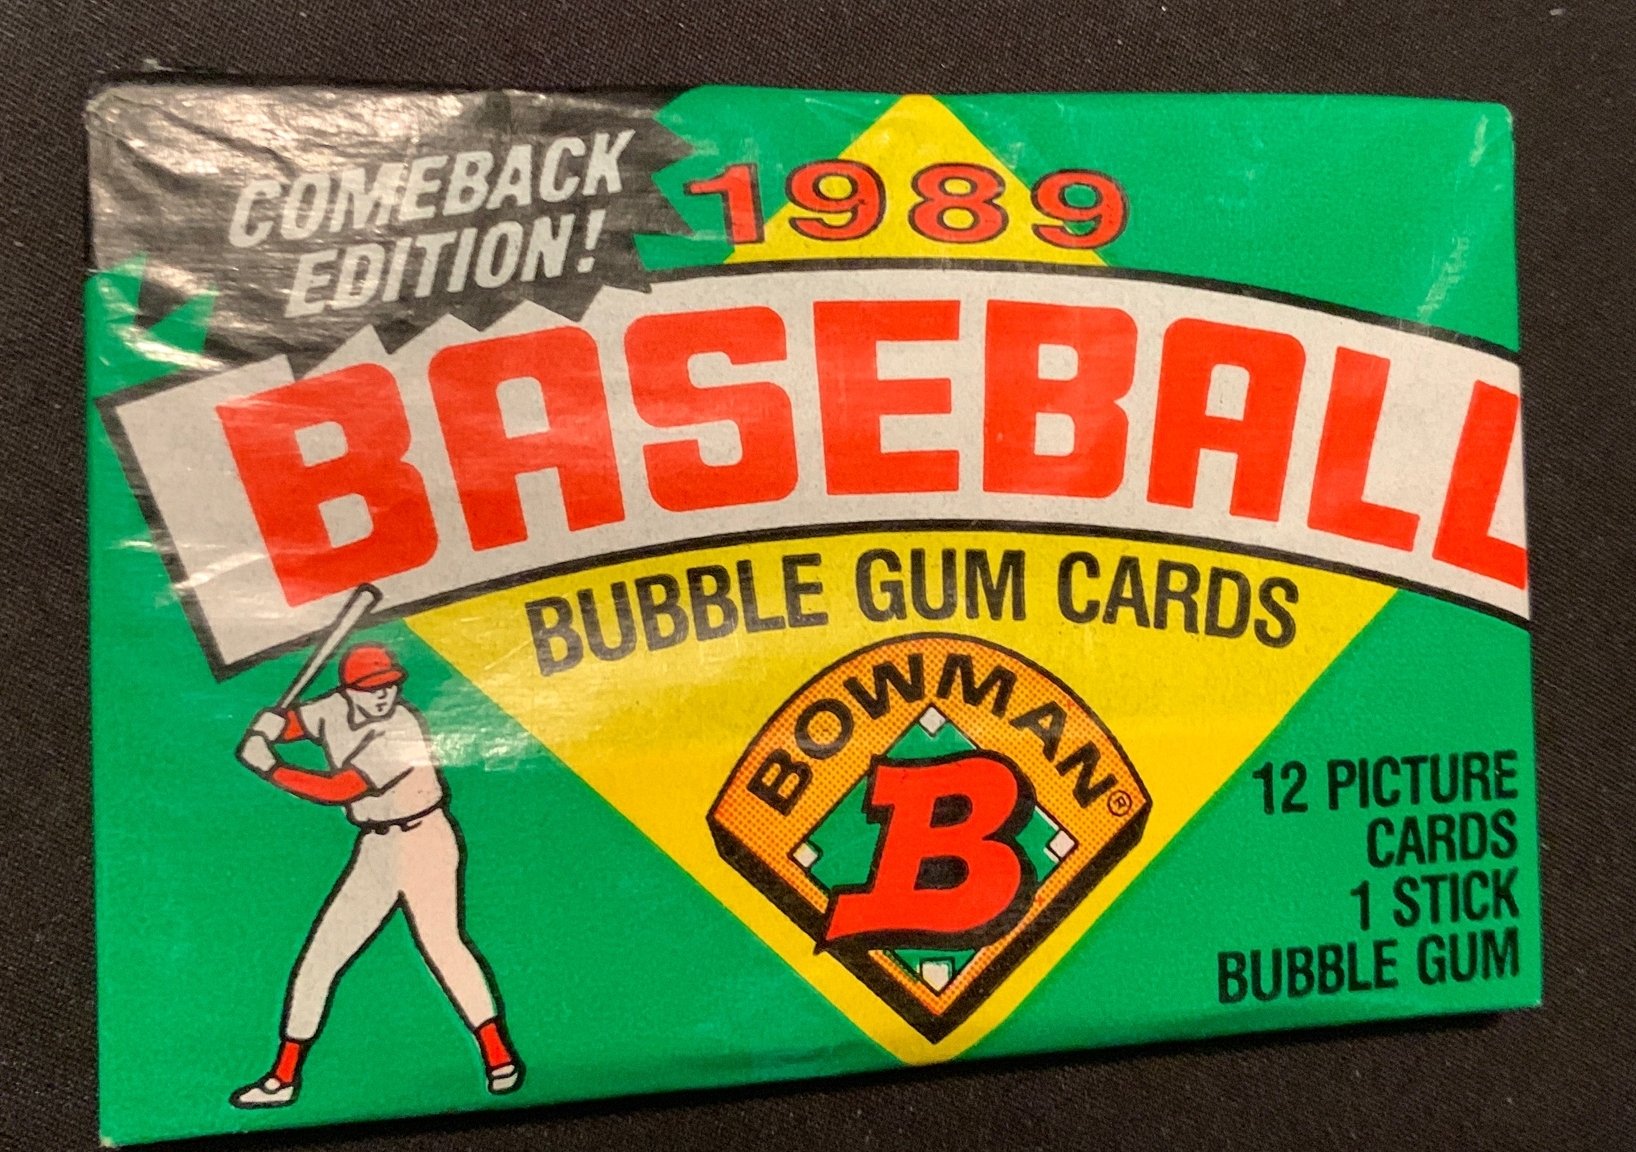 COMEBACK
EDITION!
1989
BASEBALL
BUBBLE GUM CARDS
BOWMAN®
B
12 PICTURE
CARDS
1 STICK
BUBBLE GUM